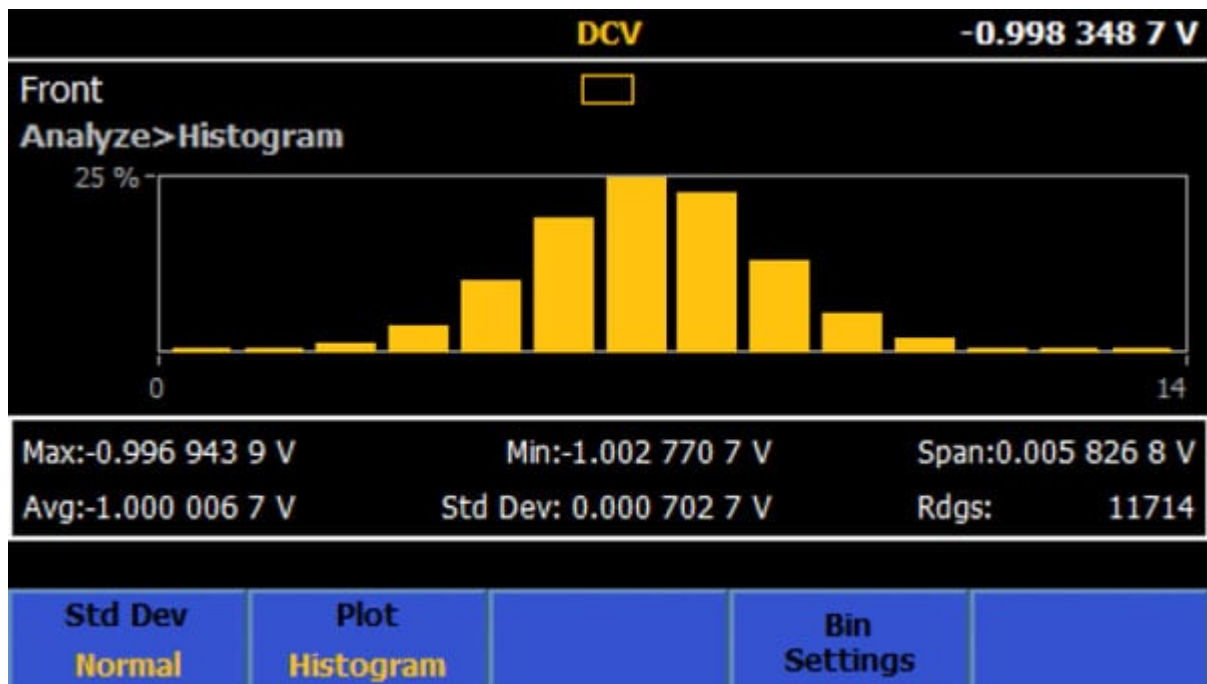 DCV -0.998 348 7 V
Front
Analyze>Histogram
25 %
0 14
Max:-0.996 943 9 V Min:-1.002 770 7 V Span:0.005 826 8 V
Avg:-1.000 006 7 V Std Dev: 0.000 702 7 V Rdgs: 11714
Std Dev Plot Bin
Normal Histogram Settings